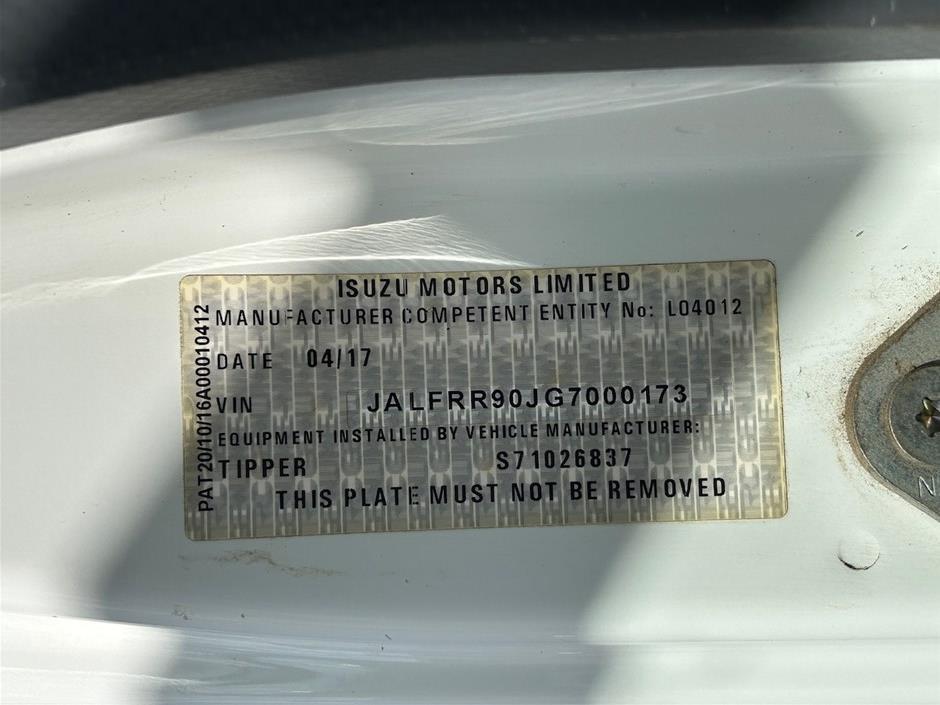 ISUZU MOTORS LIMITED
MANUFACTURER COMPETENT ENTITY No: L04012
DATE 04/17
VIN JALFRR90JG7000173
EQUIPMENT INSTALLED BY VEHICLE MANUFACTURER:
TIPPER S71026837
THIS PLATE MUST NOT BE REMOVED
PAT20/10/16A00010412